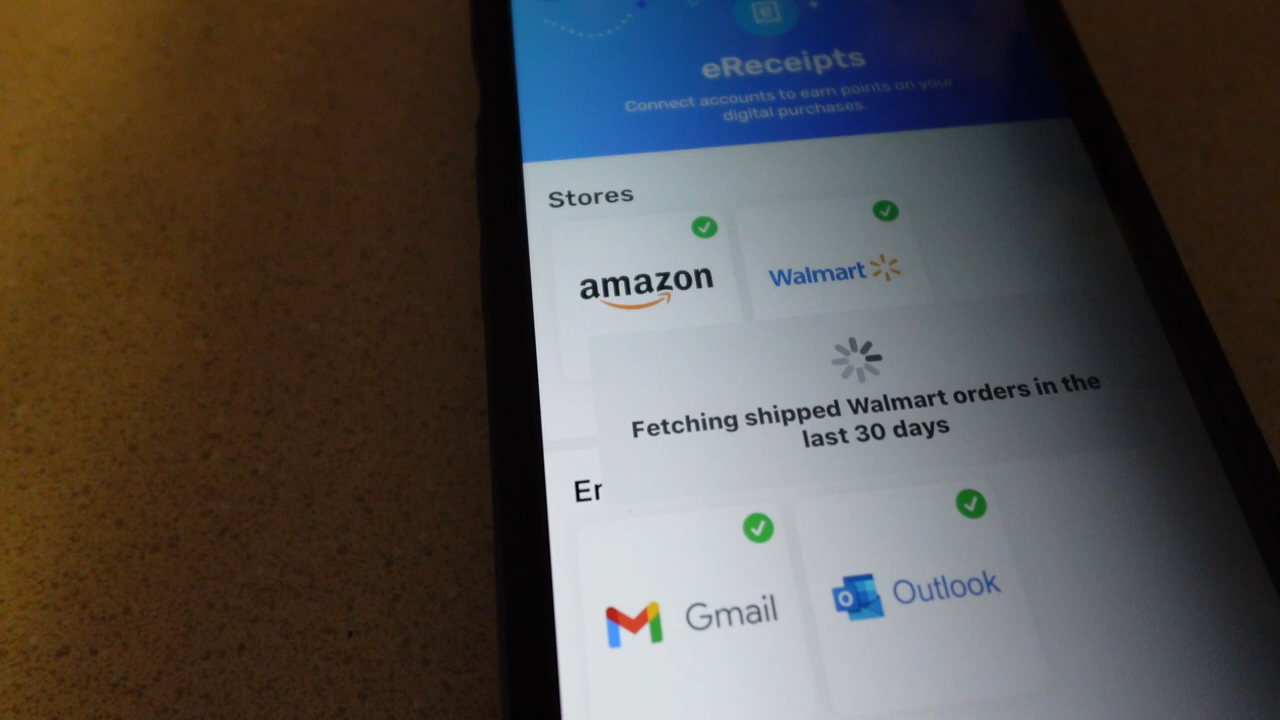 eReceipts
Connect accounts to earn points on your
digital purchases.
Stores
amazon
Walmart
Fetching shipped Walmart orders in the
last 30 days
Er
Gmail
Outlook